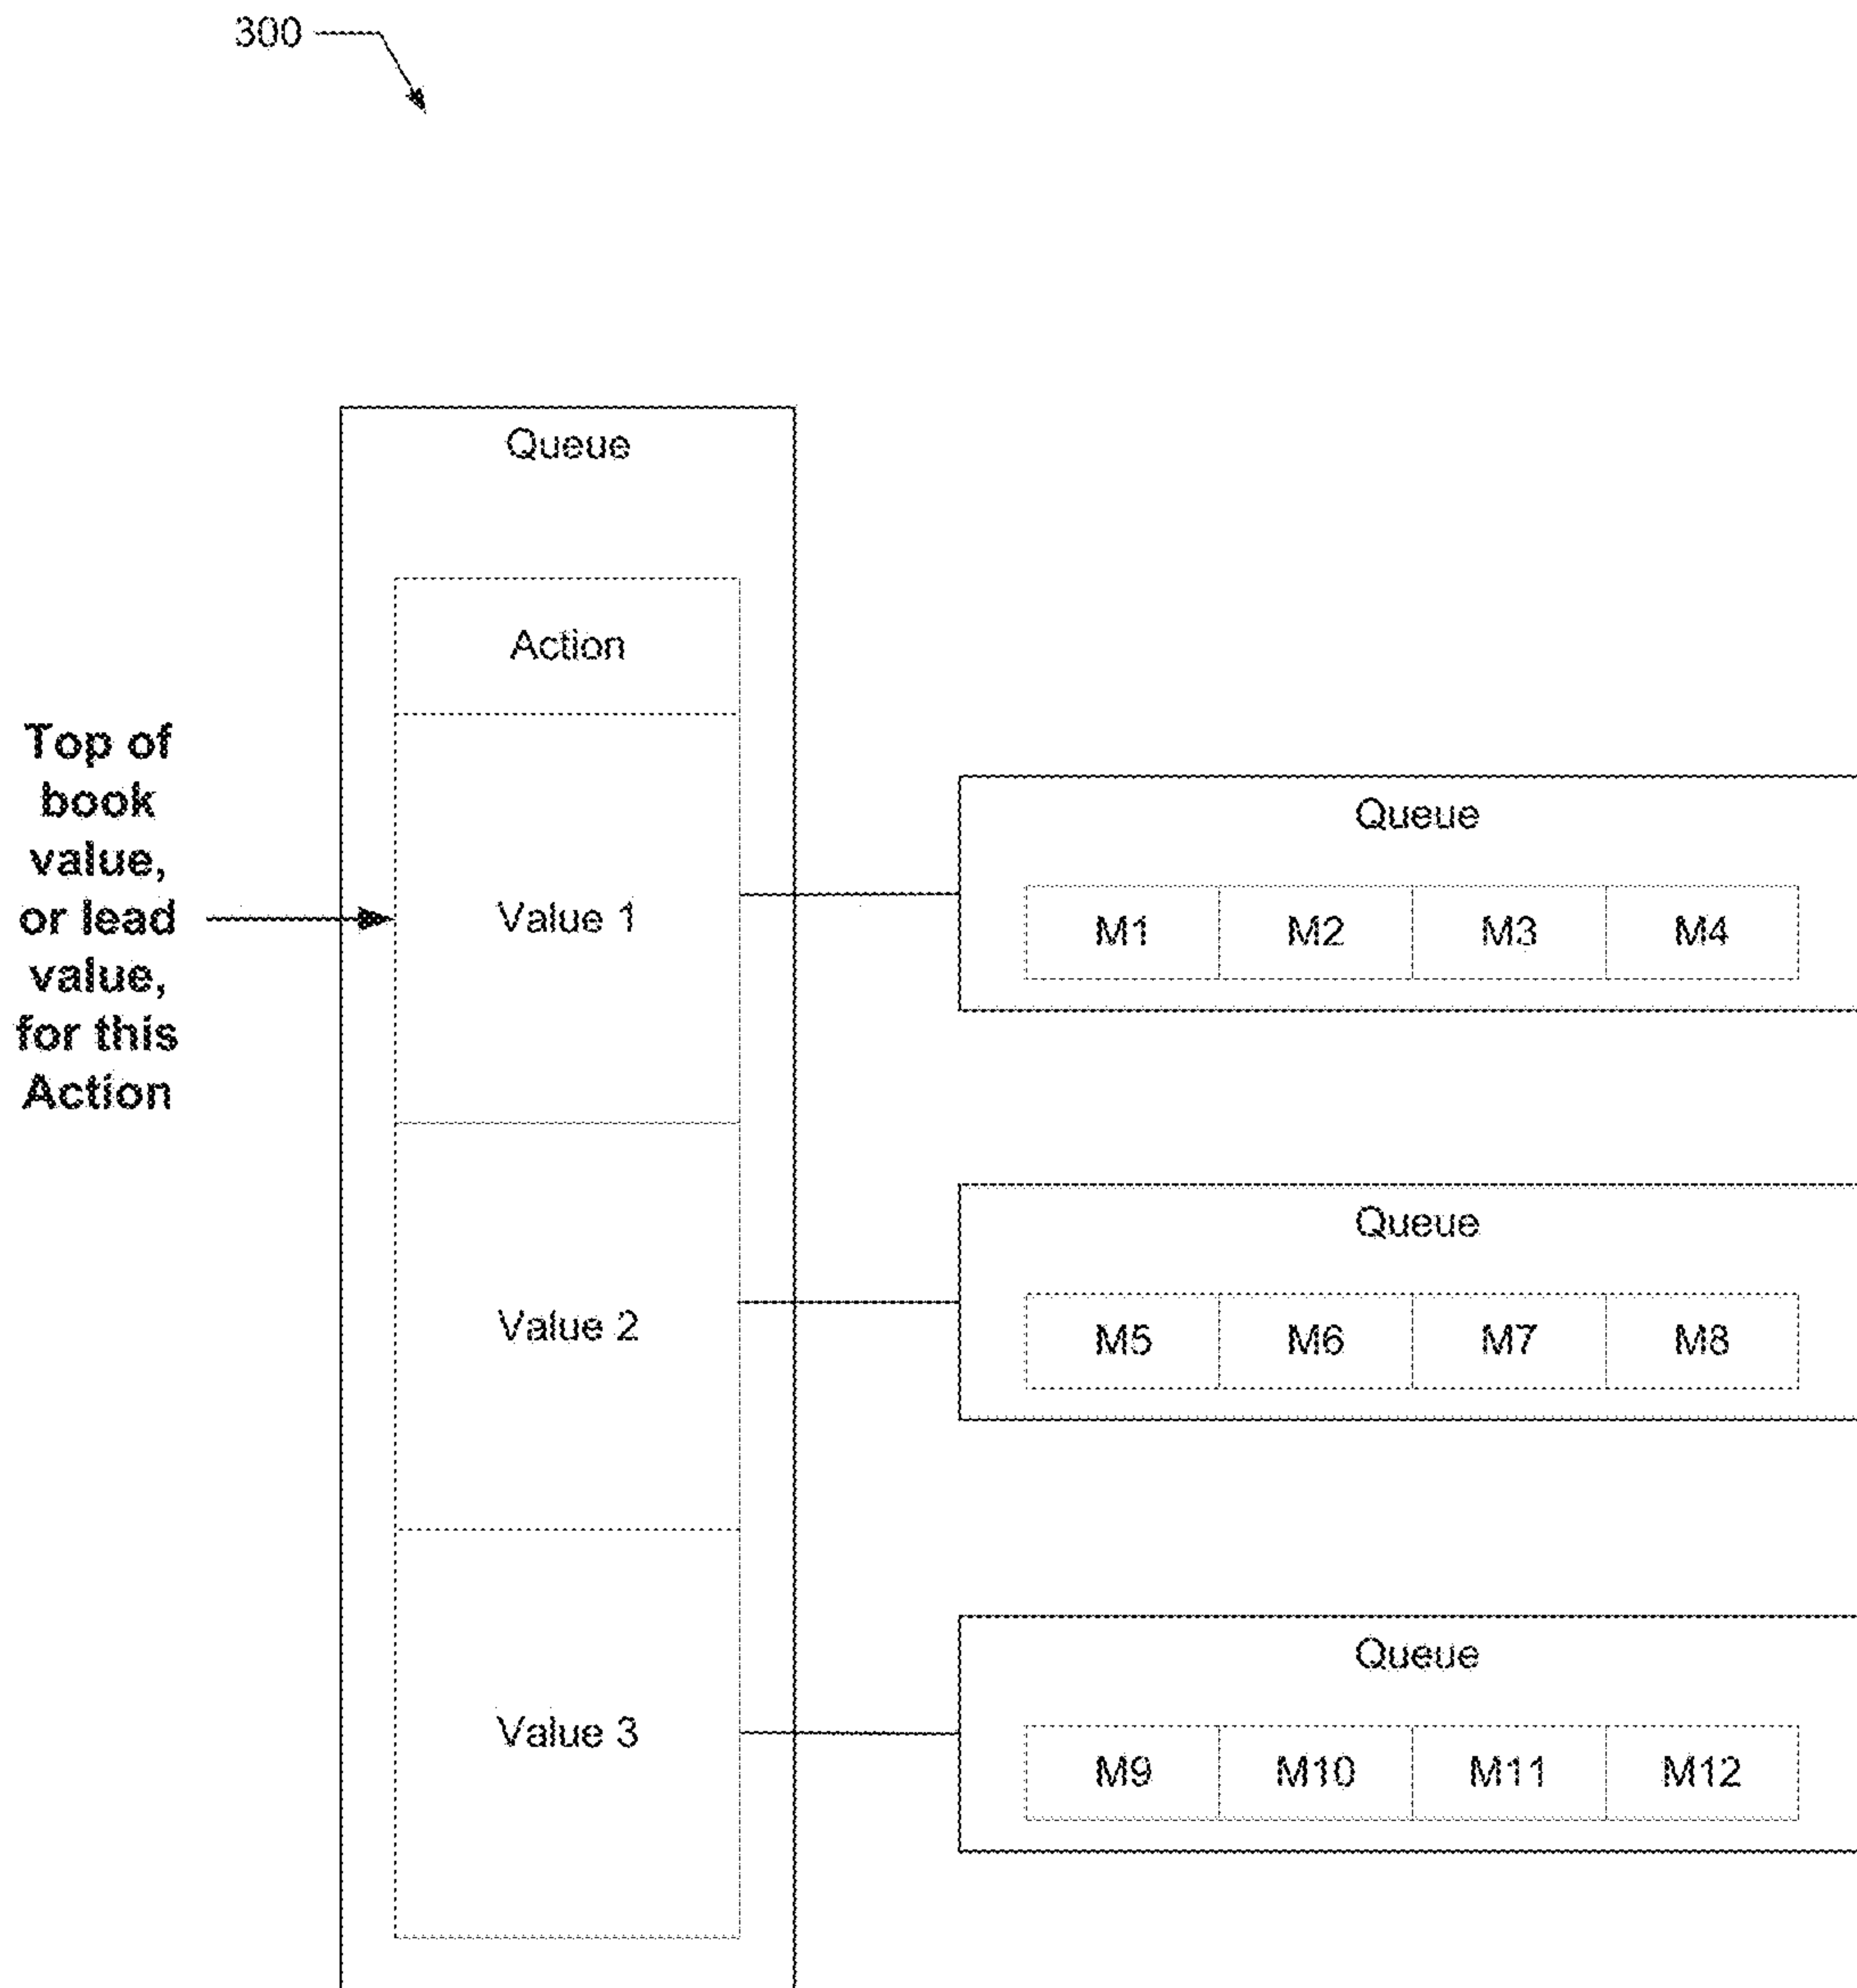 300
Queue
Action
Top of
book
value,
or lead
value,
for this
Action
Value 1
Queue
M1 M2 M3 M4
Value 2
Queue
M5 M6 M7 M8
Value 3
Queue
M9 M10 M11 M12